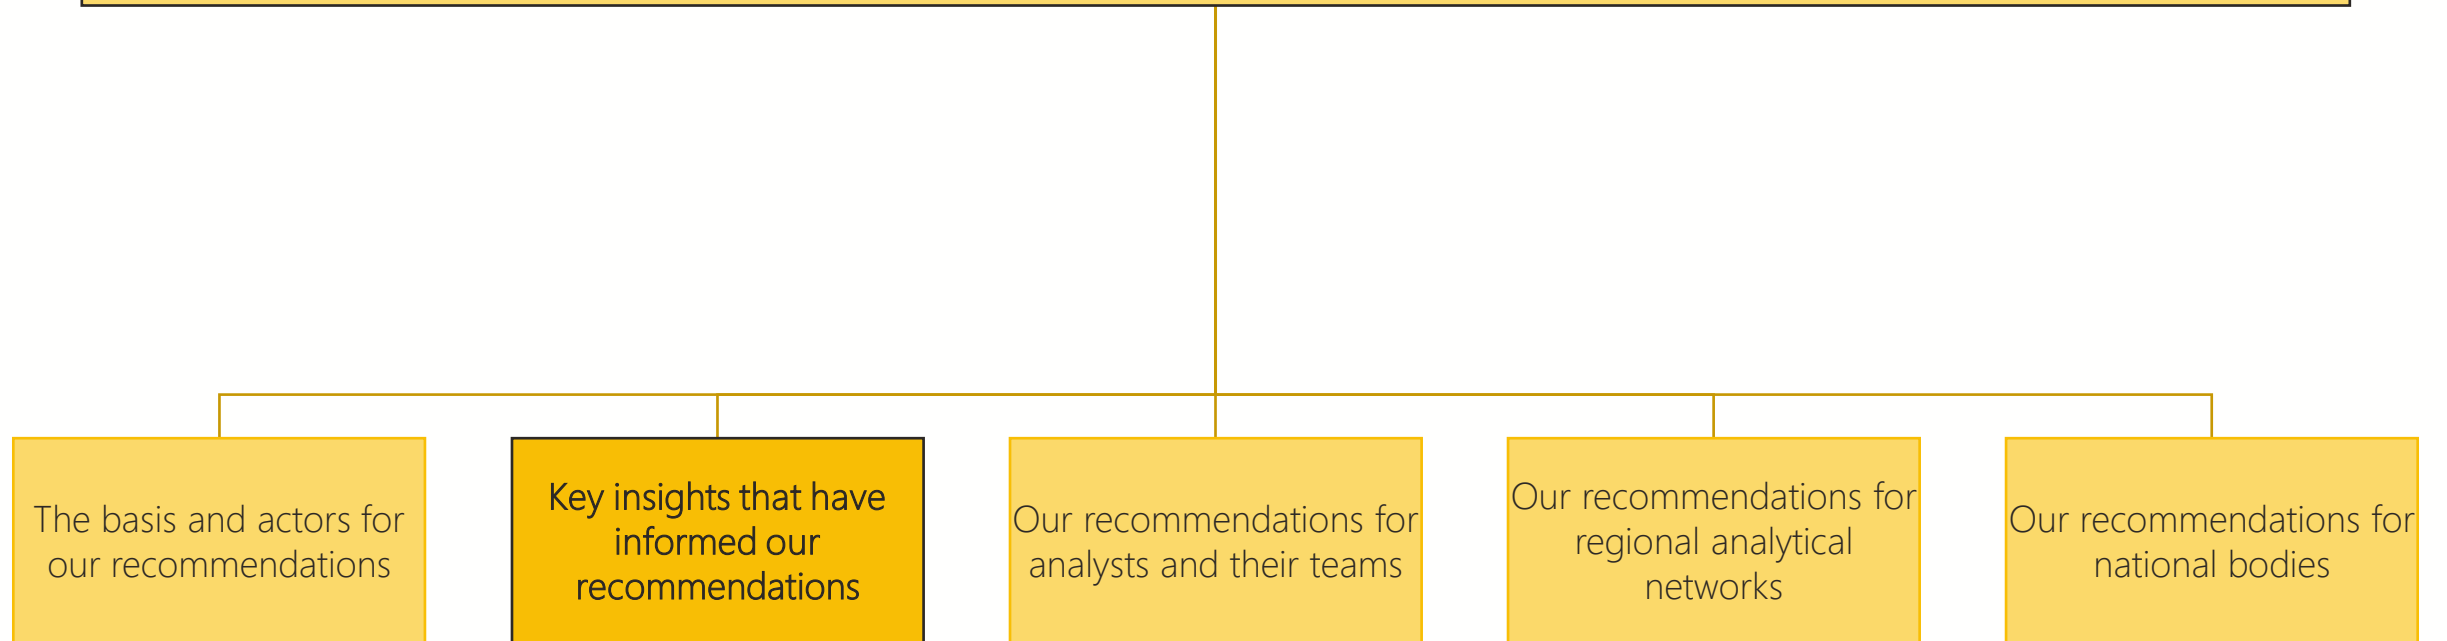 The basis and actors for
our recommendations
Key insights that have
informed our
recommendations
Our recommendations for
analysts and their teams
Our recommendations for
regional analytical
networks
Our recommendations for
national bodies